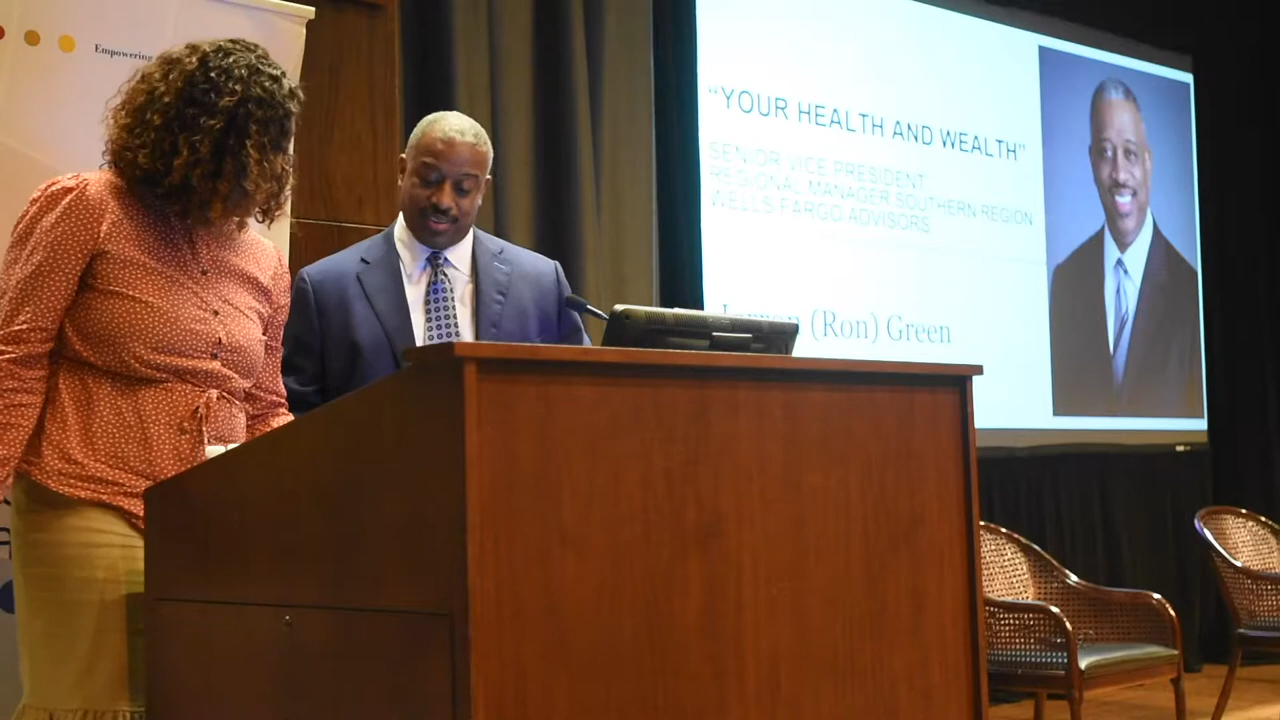 Empowering
“YOUR HEALTH AND WEALTH”
SENIOR VICE PRESIDENT
REGIONAL MANAGER SOUTHERN REGION
WELLS FARGO ADVISORS
(Ron) Green